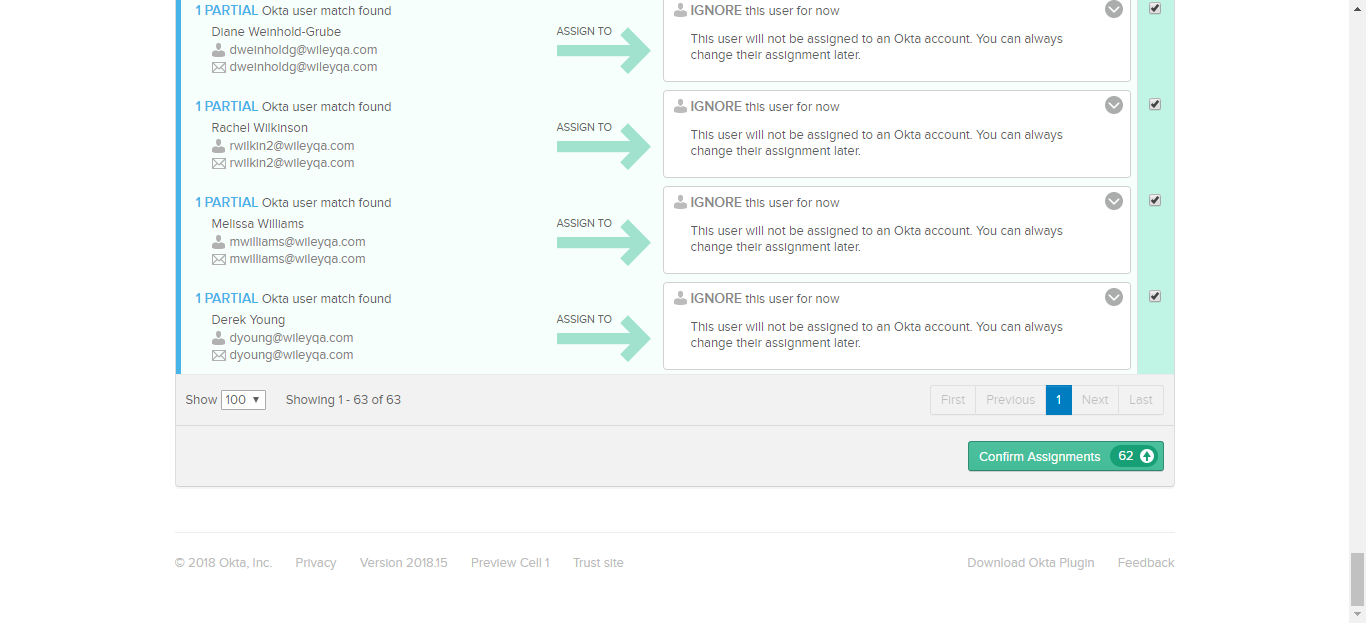 1 PARTIAL Okta user match found
Diane Weinhold-Grube
dweinholdg@wileyqa.com
dweinholdg@wileyqa.com
ASSIGN TO
IGNORE this user for now
This user will not be assigned to an Okta account. You can always
change their assignment later.
1 PARTIAL Okta user match found
Rachel Wilkinson
rwilkin2@wileyqa.com
rwilkin2@wileyqa.com
ASSIGN TO
IGNORE this user for now
This user will not be assigned to an Okta account. You can always
change their assignment later.
1 PARTIAL Okta user match found
Melissa Williams
mwilliams@wileyqa.com
mwilliams@wileyqa.com
ASSIGN TO
IGNORE this user for now
This user will not be assigned to an Okta account. You can always
change their assignment later.
1 PARTIAL Okta user match found
Derek Young
dyoung@wileyqa.com
dyoung@wileyqa.com
ASSIGN TO
IGNORE this user for now
This user will not be assigned to an Okta account. You can always
change their assignment later.
Show 100 Showing 1 - 63 of 63 First Previous 1 Next Last
Confirm Assignments 62
© 2018 Okta, Inc. Privacy Version 2018.15 Preview Cell 1 Trust site Download Okta Plugin Feedback